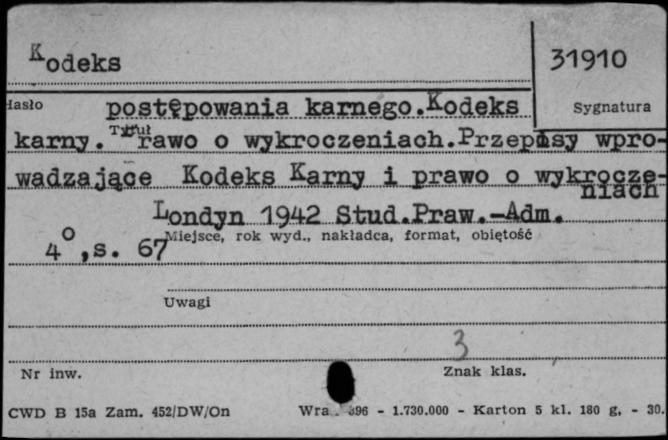 Kodeks
31910
Hasło
postępowania karnego.Kodeks
Sygnatura
karny. Prawo o wykroczeniach.Przepisy wpro-
Tytuł
wadzające Kodeks Karny i prawo o wykrocze-
niach
Londyn 1942 Stud.Praw.-Adm.
Miejsce, rok wyd., nakładca, format, objętość
4°,s. 67
Uwagi
3
Nr inw.
Znak klas.
CWD B 15a Zam. 452/DW/On
396 - 1.730.000 - Karton 5 kl. 180 g, - 30.